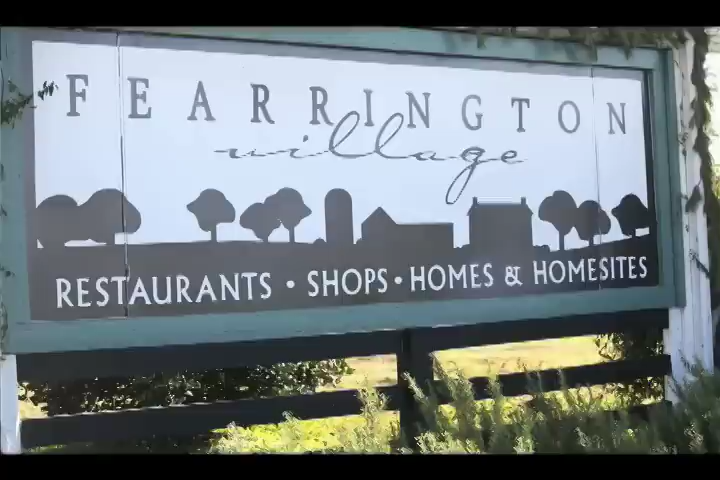 FEARRINGTON
village
RESTAURANTS • SHOPS • HOMES & HOMESITES